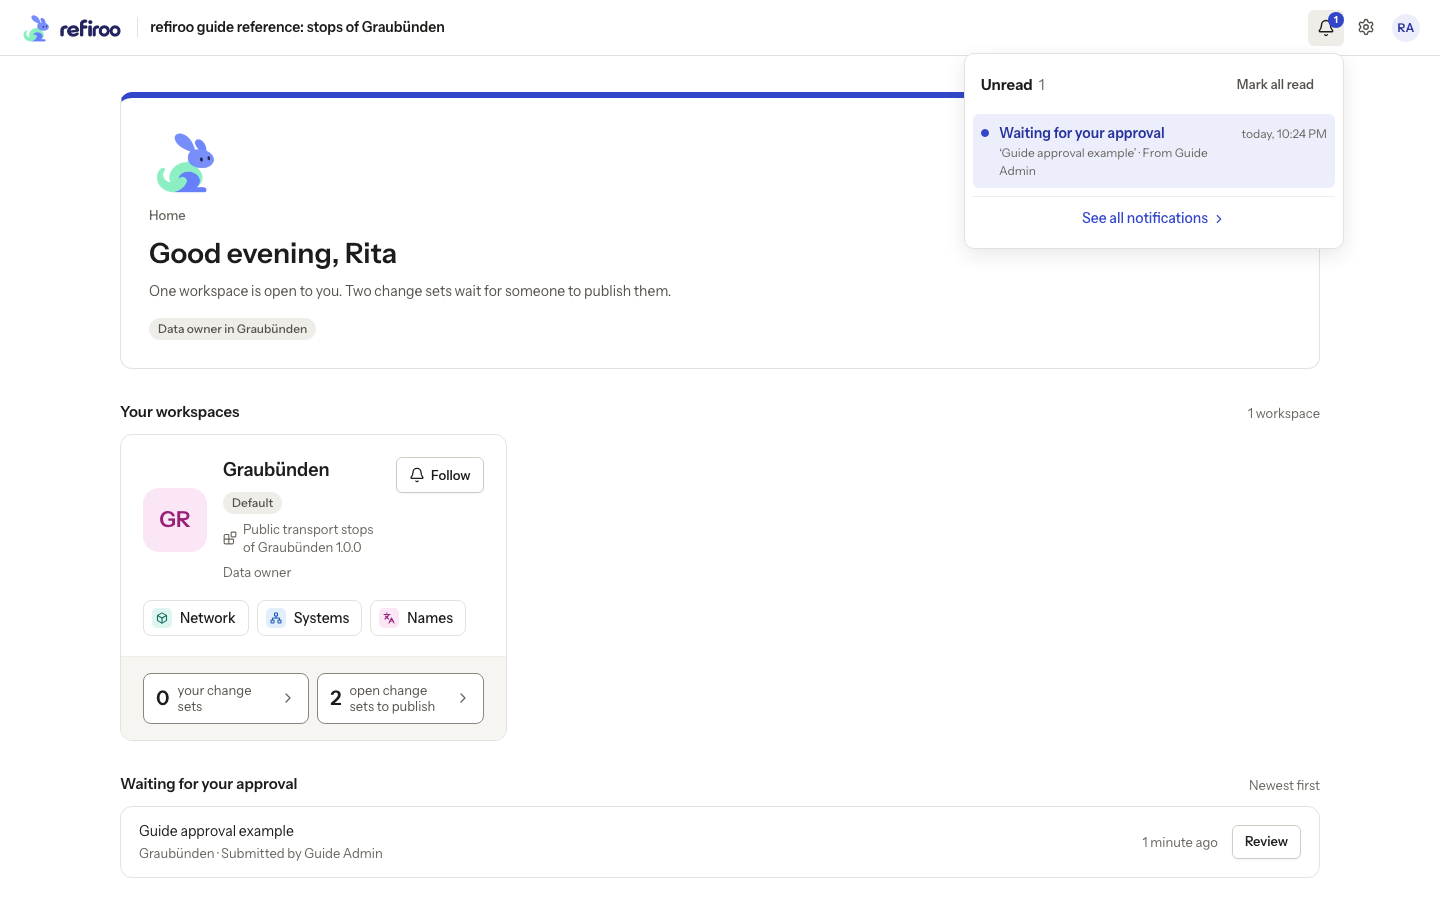 refiroo
refiroo guide reference: stops of Graubünden
1
RA
Unread 1
Mark all read
Waiting for your approval
today, 10:24 PM
‘Guide approval example’ · From Guide
Admin
See all notifications
Home
Good evening, Rita
One workspace is open to you. Two change sets wait for someone to publish them.
Data owner in Graubünden
Your workspaces
1 workspace
GR
Graubünden
Follow
Default
Public transport stops
of Graubünden 1.0.0
Data owner
Network
Systems
Names
0 your change
sets
2 open change
sets to publish
Waiting for your approval
Newest first
Guide approval example
Graubünden · Submitted by Guide Admin
1 minute ago
Review